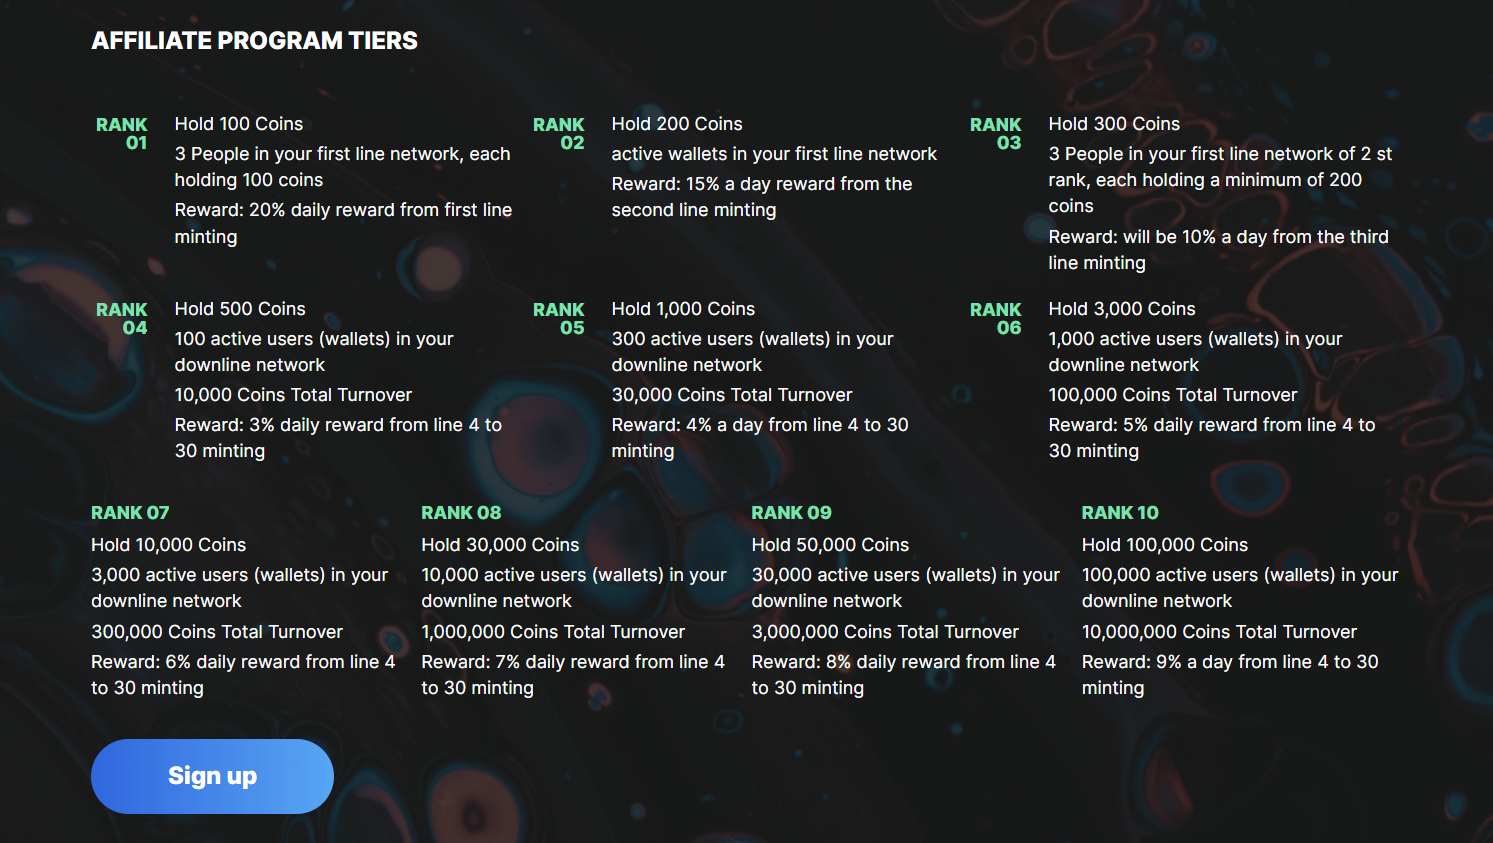 AFFILIATE PROGRAM TIERS
RANK
01
Hold 100 Coins
3 People in your first line network, each
holding 100 coins
Reward: 20% daily reward from first line
minting
RANK
02
Hold 200 Coins
active wallets in your first line network
Reward: 15% a day reward from the
second line minting
RANK
03
Hold 300 Coins
3 People in your first line network of 2 st
rank, each holding a minimum of 200
coins
Reward: will be 10% a day from the third
line minting
RANK
04
Hold 500 Coins
100 active users (wallets) in your
downline network
10,000 Coins Total Turnover
Reward: 3% daily reward from line 4 to
30 minting
RANK
05
Hold 1,000 Coins
300 active users (wallets) in your
downline network
30,000 Coins Total Turnover
Reward: 4% a day from line 4 to 30
minting
RANK
06
Hold 3,000 Coins
1,000 active users (wallets) in your
downline network
100,000 Coins Total Turnover
Reward: 5% daily reward from line 4 to
30 minting
RANK 07
Hold 10,000 Coins
3,000 active users (wallets) in your
downline network
300,000 Coins Total Turnover
Reward: 6% daily reward from line 4
to 30 minting
RANK 08
Hold 30,000 Coins
10,000 active users (wallets) in your
downline network
1,000,000 Coins Total Turnover
Reward: 7% daily reward from line 4
to 30 minting
RANK 09
Hold 50,000 Coins
30,000 active users (wallets) in your
downline network
3,000,000 Coins Total Turnover
Reward: 8% daily reward from line 4
to 30 minting
RANK 10
Hold 100,000 Coins
100,000 active users (wallets) in your
downline network
10,000,000 Coins Total Turnover
Reward: 9% a day from line 4 to 30
minting
Sign up